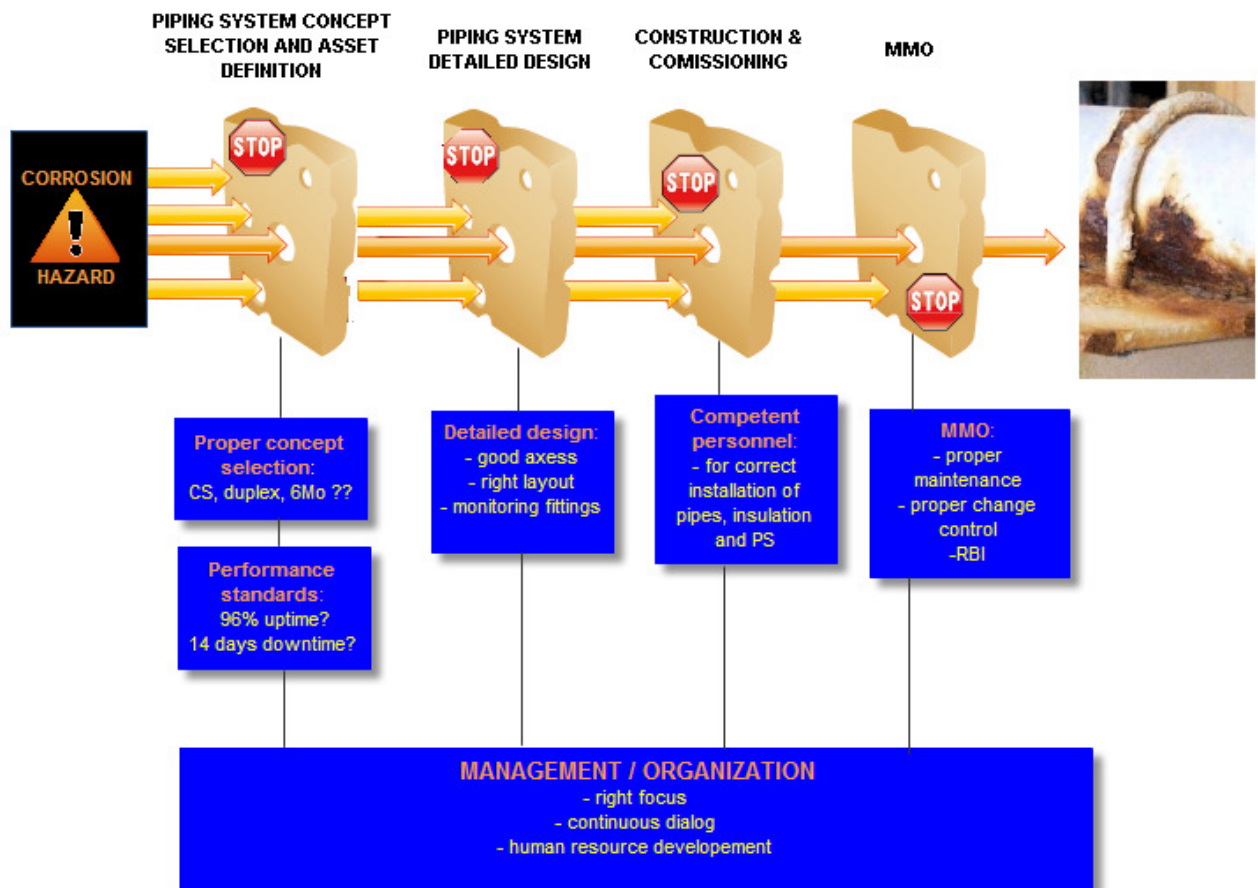 PIPING SYSTEM CONCEPT
SELECTION AND ASSET
DEFINITION
PIPING SYSTEM
DETAILED DESIGN
CONSTRUCTION &
COMISSIONING
MMO
CORROSION
!
HAZARD
STOP
STOP
STOP
STOP
Proper concept
selection:
CS, duplex, 6Mo ??
Performance
standards:
96% uptime?
14 days downtime?
Detailed design:
- good axess
- right layout
- monitoring fittings
Competent
personnel:
- for correct
installation of
pipes, insulation
and PS
MMO:
- proper
maintenance
- proper change
control
-RBI
MANAGEMENT / ORGANIZATION
- right focus
- continuous dialog
- human resource developement